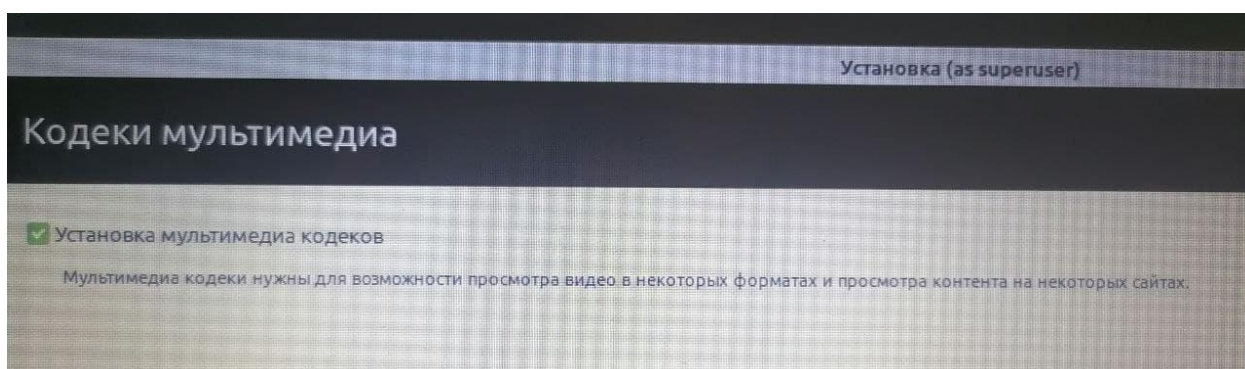 Установка (as superuser)
Кодеки мультимедиа
Установка мультимедиа кодеков
Мультимедиа кодеки нужны для возможности просмотра видео в некоторых форматах и просмотра контента на некоторых сайтах.